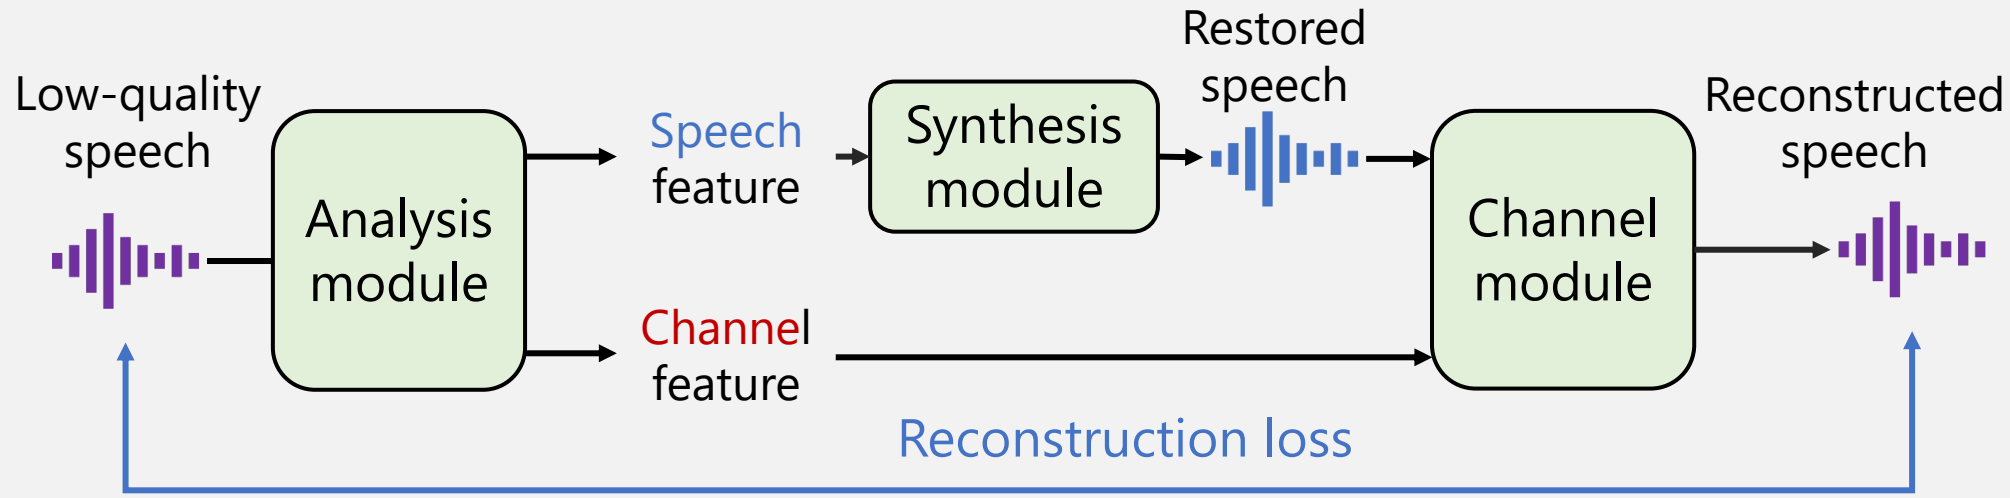 Low-quality
speech
Analysis
module
Speech
feature
Channel
feature
Synthesis
module
Restored
speech
Channel
module
Reconstructed
speech
Reconstruction loss